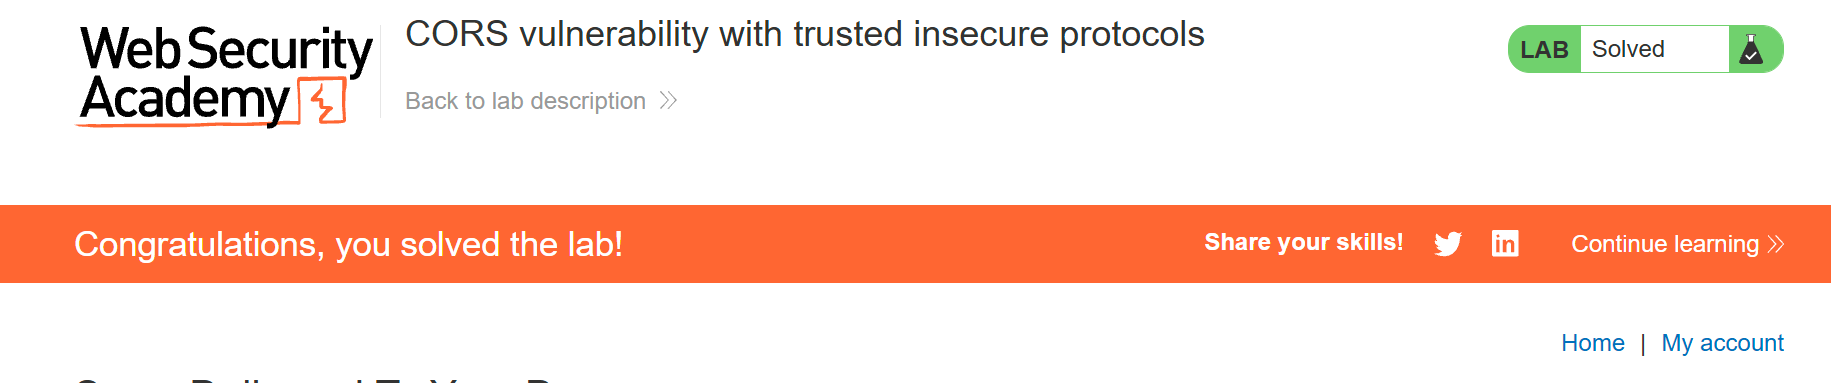 Web Security
Academy
CORS vulnerability with trusted insecure protocols
Back to lab description
LAB Solved
Congratulations, you solved the lab!
Share your skills!
Continue learning
Home | My account